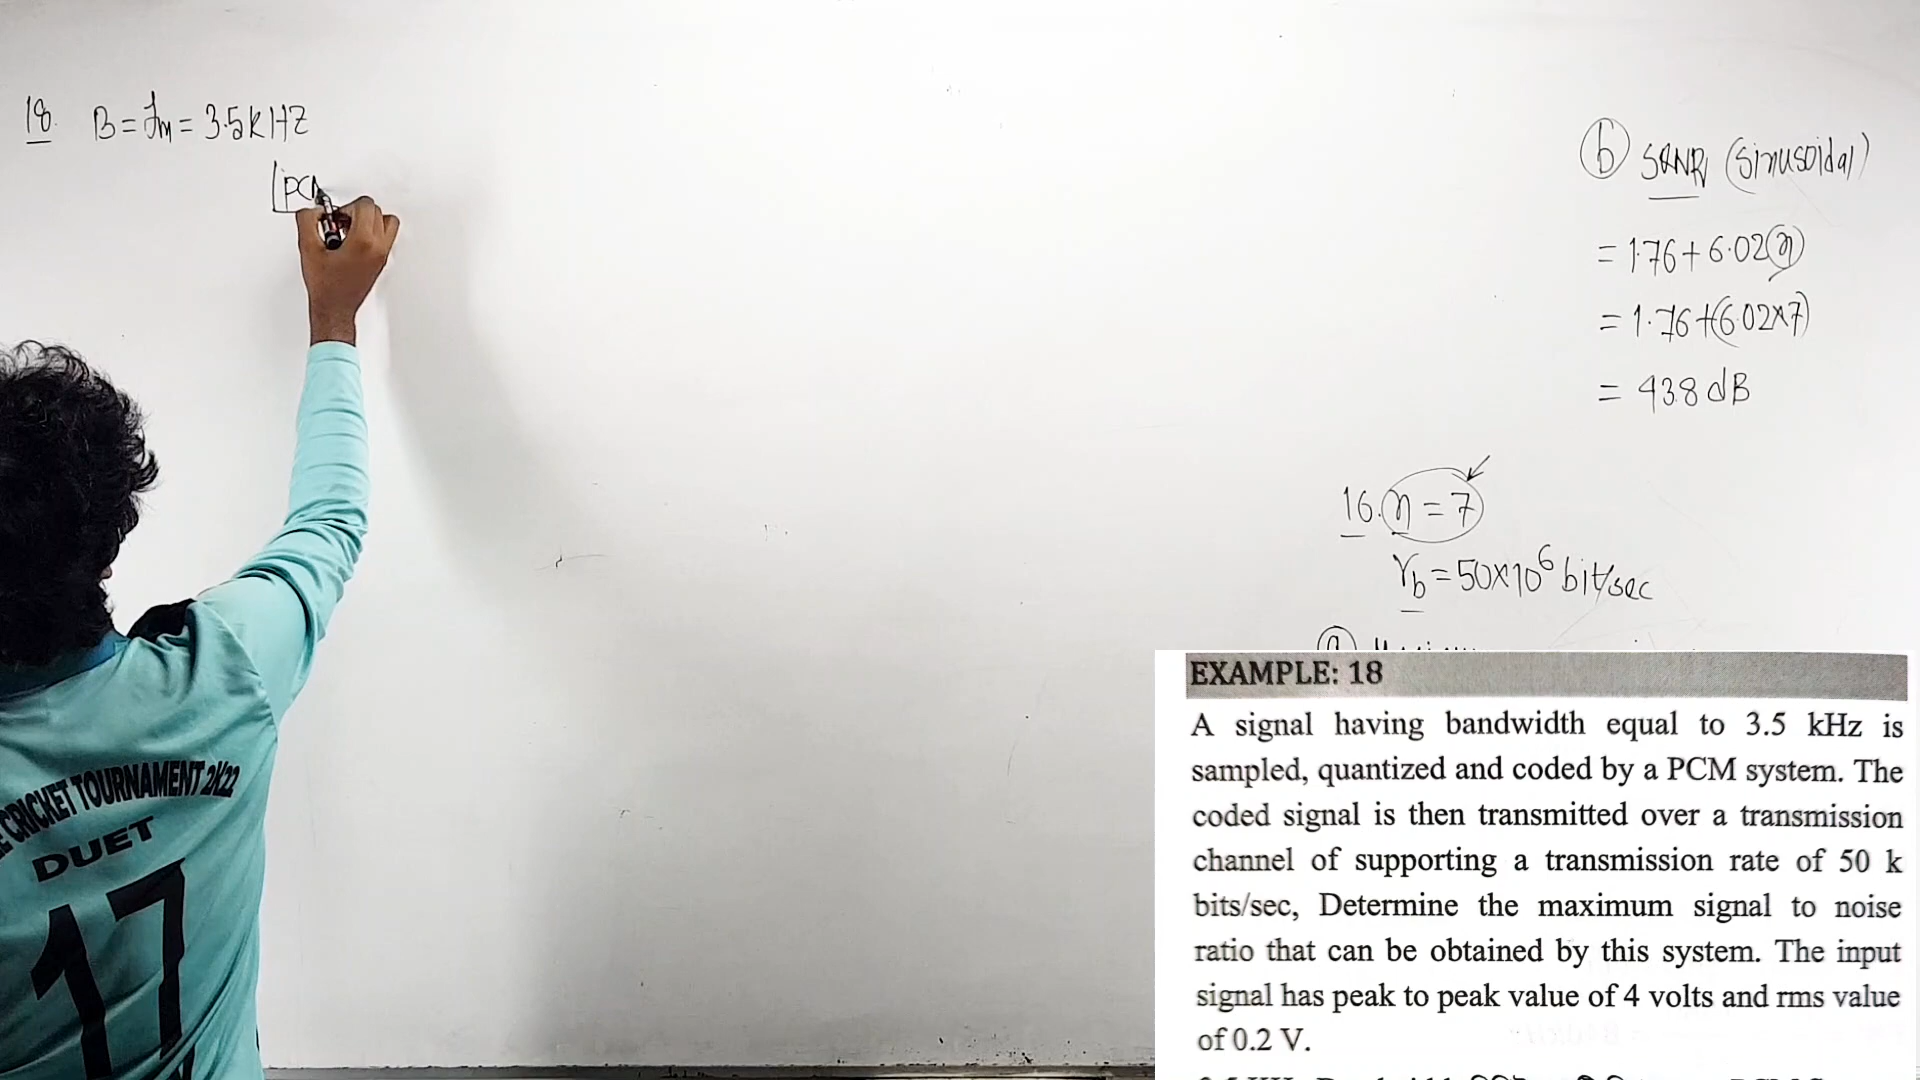 18. B = fm = 3.5 kHZ
PCM
b SQNR (sinusoidal)
= 1.76 + 6.02 n
= 1.76 + (6.02×7)
= 43.8 dB
16. n = 7
rb = 50×10⁶ bit/sec
a
EXAMPLE: 18
A signal having bandwidth equal to 3.5 kHz is
sampled, quantized and coded by a PCM system. The
coded signal is then transmitted over a transmission
channel of supporting a transmission rate of 50 k
bits/sec, Determine the maximum signal to noise
ratio that can be obtained by this system. The input
signal has peak to peak value of 4 volts and rms value
of 0.2 V.
CRICKET TOURNAMENT 2K22
DUET
17